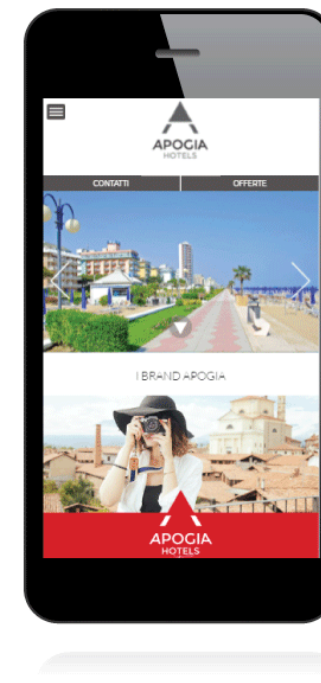 APOGIA
HOTELS
CONTATTI
OFFERTE
I BRAND APOGIA
APOGIA
HOTELS